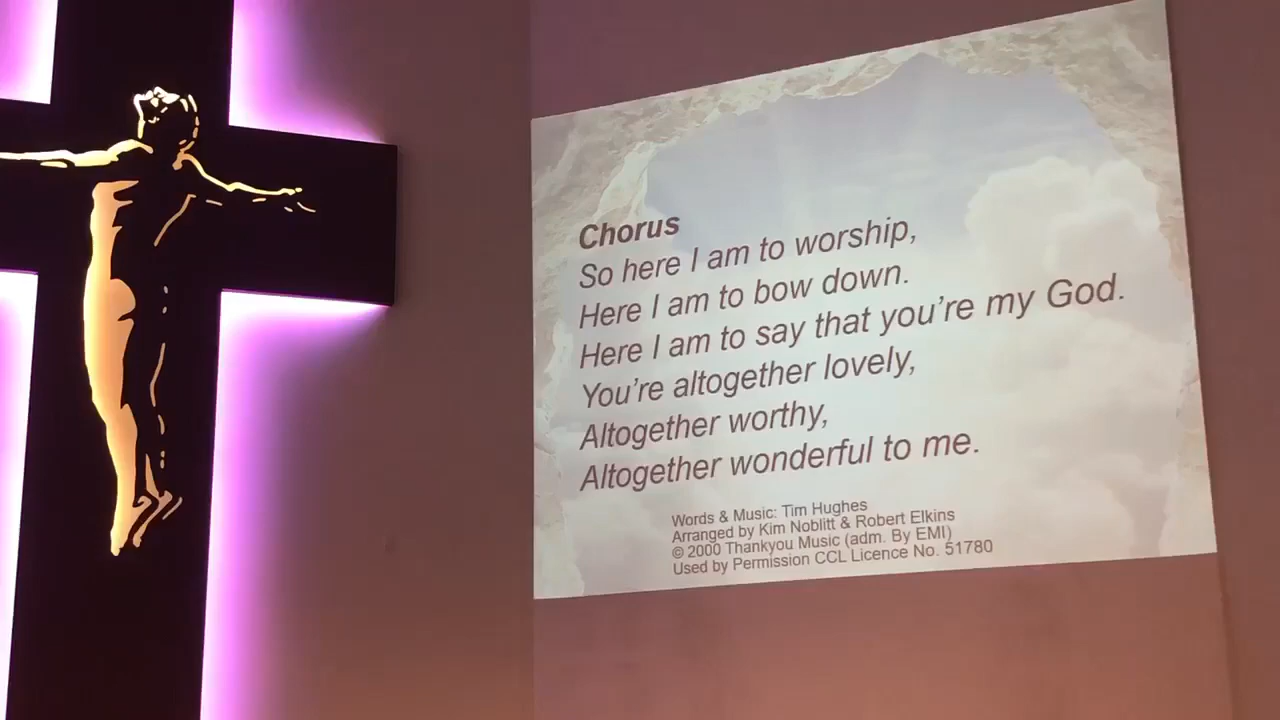 Chorus
So here I am to worship,
Here I am to bow down.
Here I am to say that you're my God.
You're altogether lovely,
Altogether worthy,
Altogether wonderful to me.
Words & Music: Tim Hughes
Arranged by Kim Noblitt & Robert Elkins
© 2000 Thankyou Music (adm. By EMI)
Used by Permission CCL Licence No. 51780